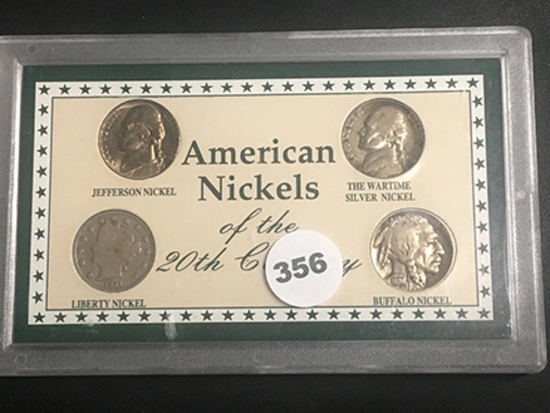 American
Nickels
of the
20th C y
JEFFERSON NICKEL
THE WARTIME
SILVER NICKEL
LIBERTY NICKEL
BUFFALO NICKEL
356